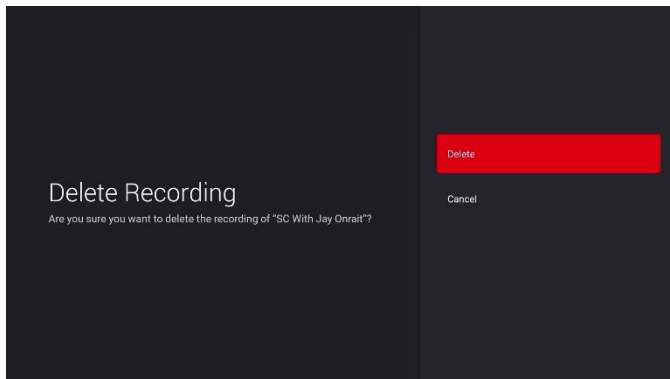 Delete Recording
Are you sure you want to delete the recording of "SC With Jay Onrait"?
Delete
Cancel